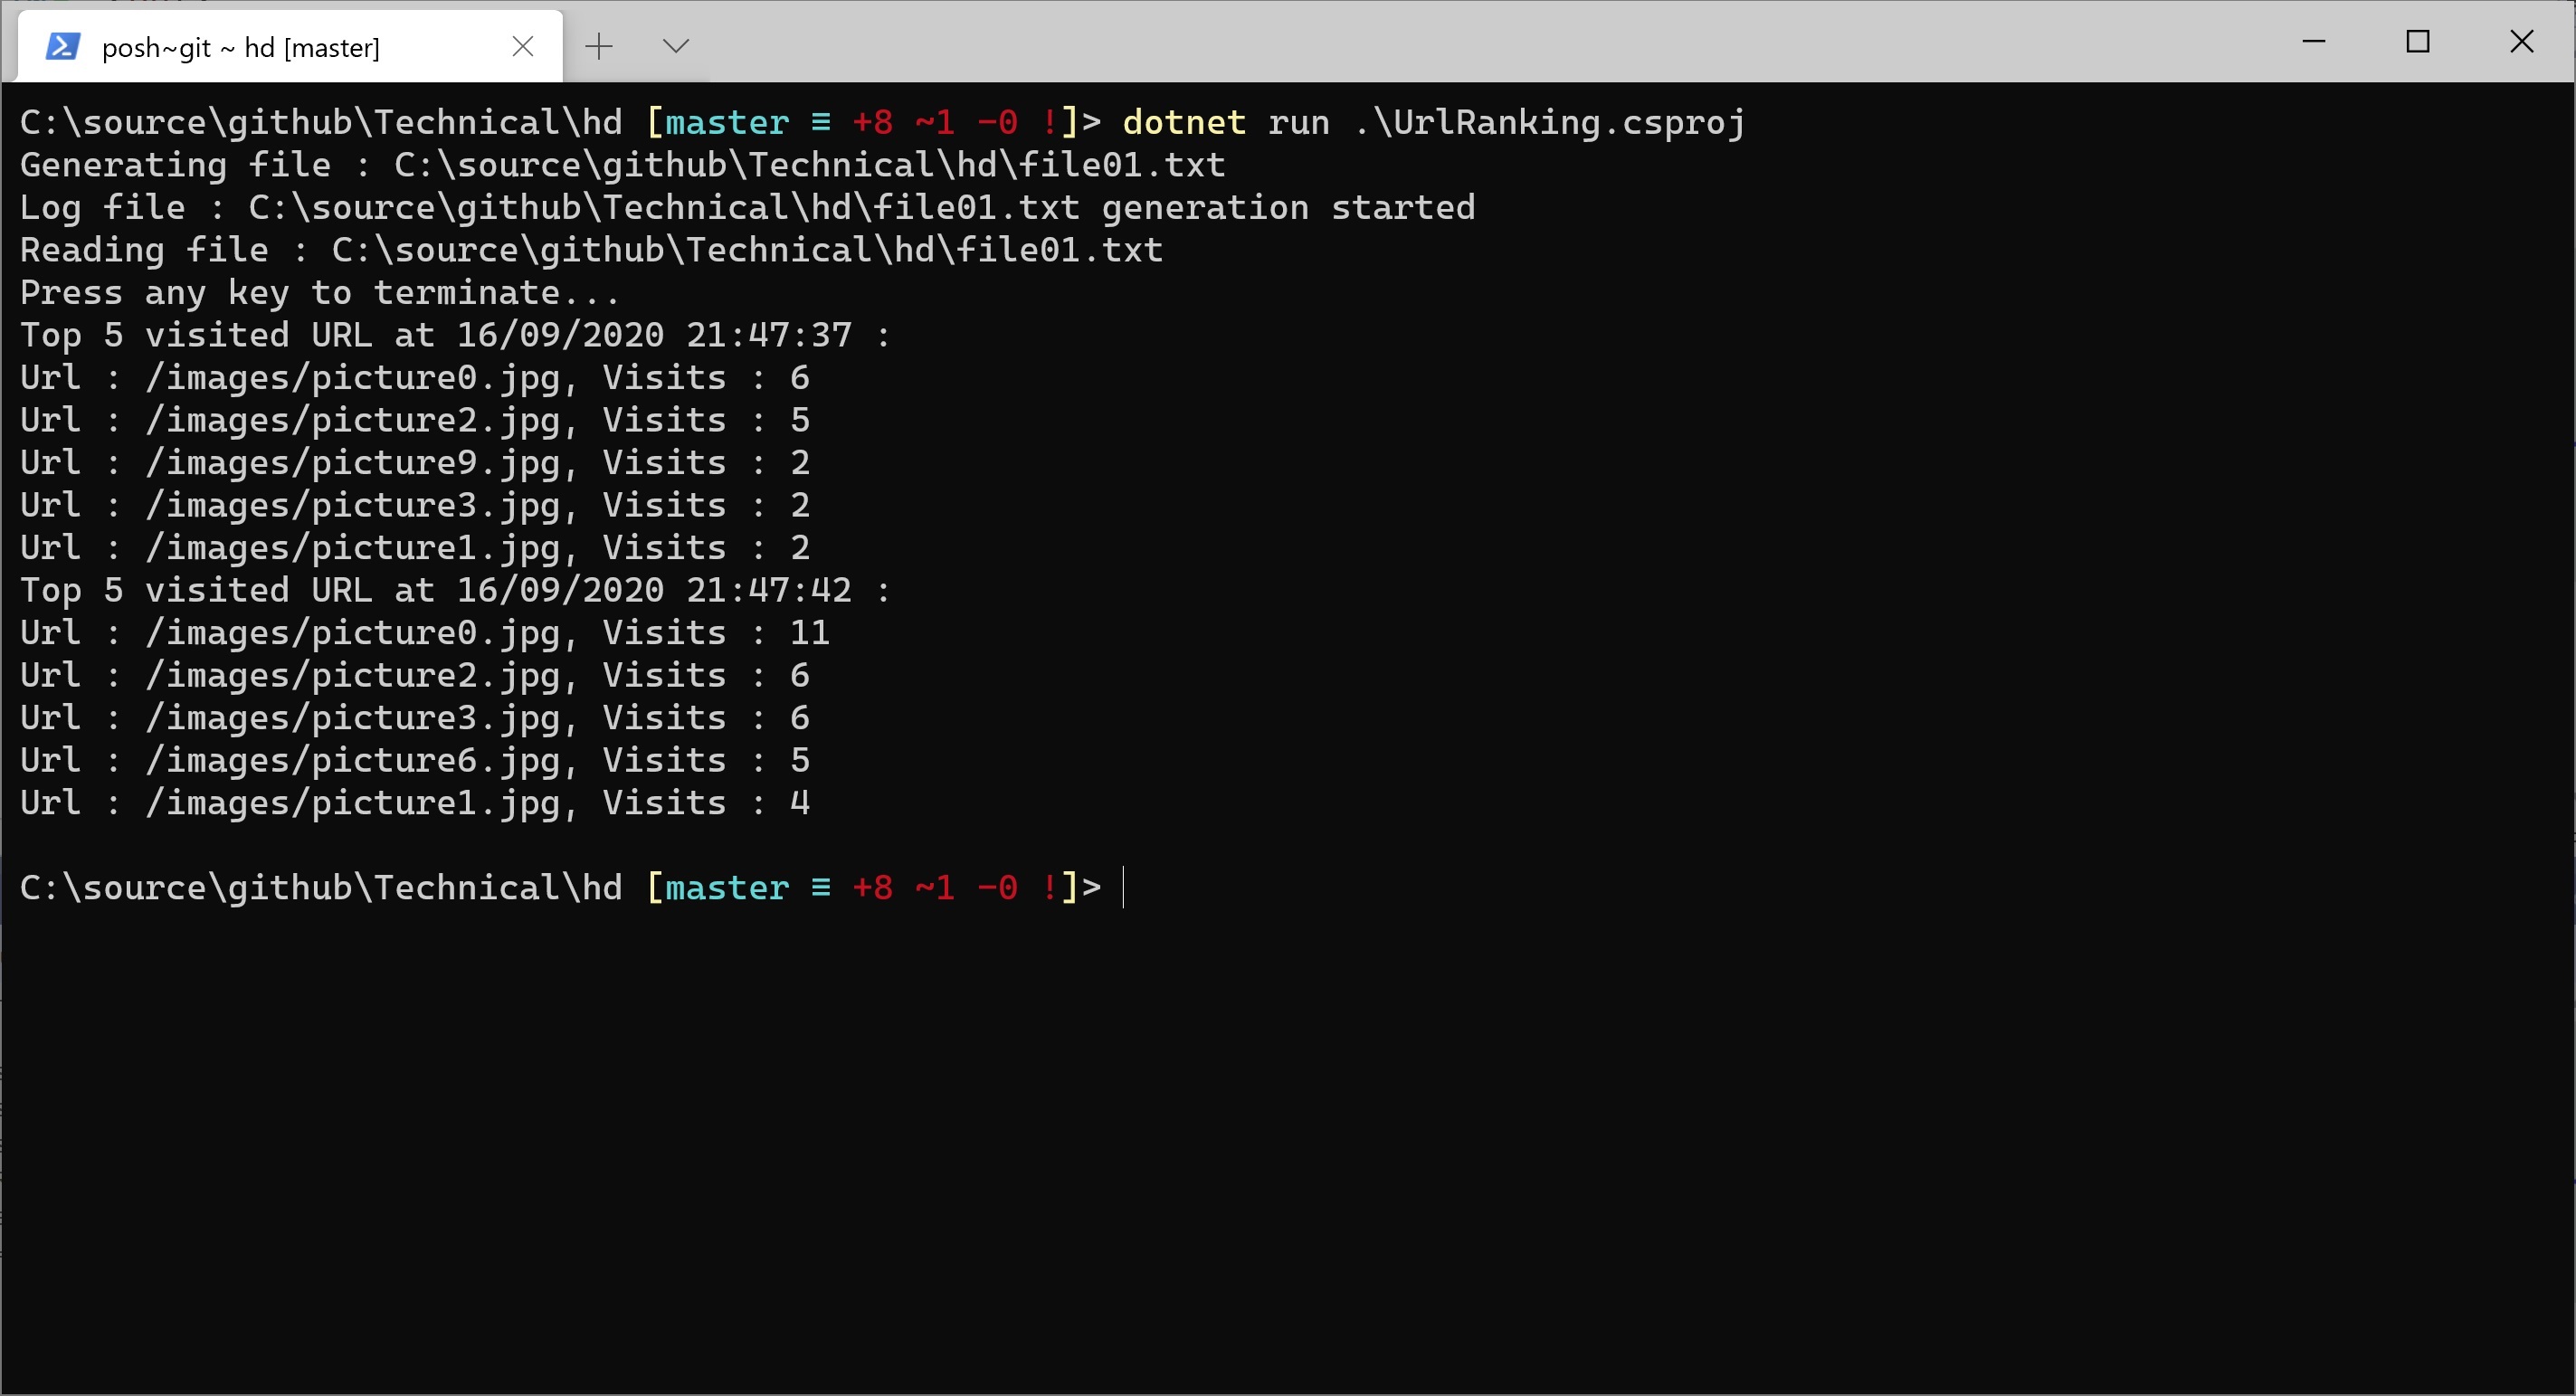 posh~git ~ hd [master]
C:\source\github\Technical\hd [master ≡ +8 ~1 -0 !]> dotnet run .\UrlRanking.csproj
Generating file : C:\source\github\Technical\hd\file01.txt
Log file : C:\source\github\Technical\hd\file01.txt generation started
Reading file : C:\source\github\Technical\hd\file01.txt
Press any key to terminate...
Top 5 visited URL at 16/09/2020 21:47:37 :
Url : /images/picture0.jpg, Visits : 6
Url : /images/picture2.jpg, Visits : 5
Url : /images/picture9.jpg, Visits : 2
Url : /images/picture3.jpg, Visits : 2
Url : /images/picture1.jpg, Visits : 2
Top 5 visited URL at 16/09/2020 21:47:42 :
Url : /images/picture0.jpg, Visits : 11
Url : /images/picture2.jpg, Visits : 6
Url : /images/picture3.jpg, Visits : 6
Url : /images/picture6.jpg, Visits : 5
Url : /images/picture1.jpg, Visits : 4
C:\source\github\Technical\hd [master ≡ +8 ~1 -0 !]>